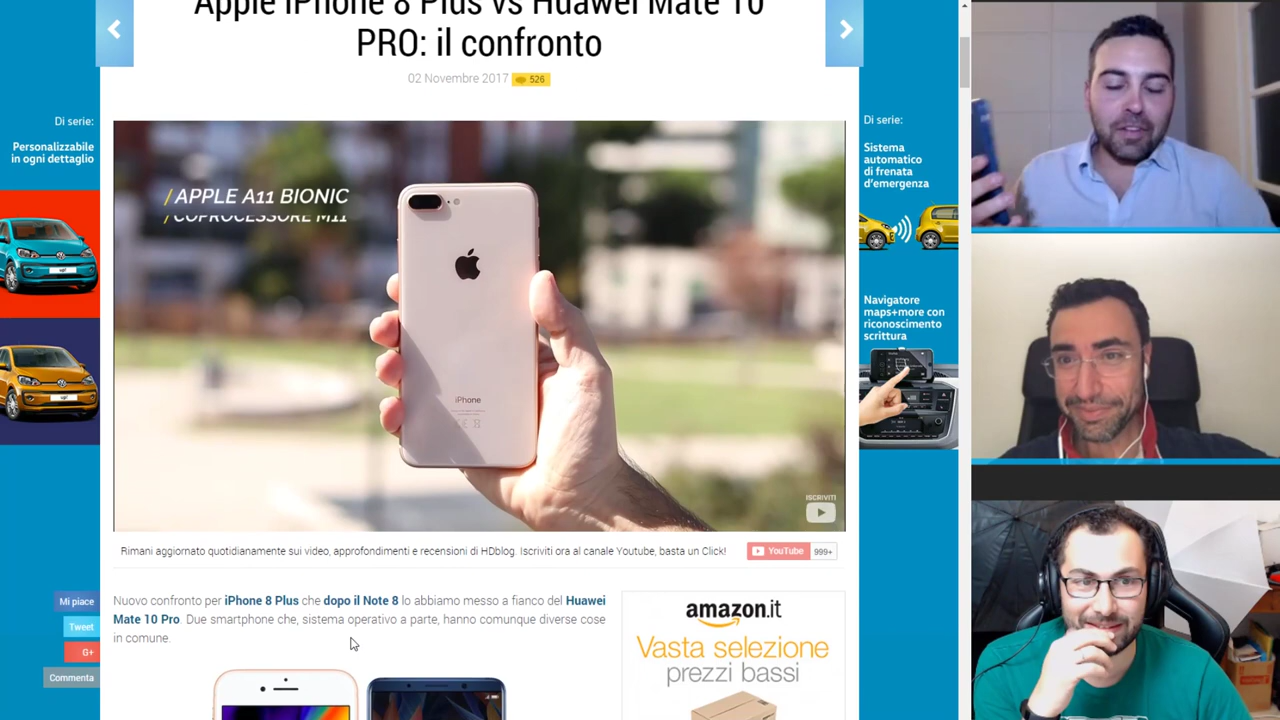 Apple iPhone 8 Plus vs Huawei Mate 10
PRO: il confronto
02 Novembre 2017 526
Di serie:
Personalizzabile
in ogni dettaglio
/APPLE A11 BIONIC
/COPROCESSORE M11
iPhone
ISCRIVITI
Di serie:
Sistema
automatico
di frenata
d'emergenza
Navigatore
maps+more con
riconoscimento
scrittura
Rimani aggiornato quotidianamente sui video, approfondimenti e recensioni di HDblog. Iscriviti ora al canale Youtube, basta un Click!
YouTube 999+
Mi piace
Tweet
G+
Commenta
Nuovo confronto per iPhone 8 Plus che dopo il Note 8 lo abbiamo messo a fianco del Huawei
Mate 10 Pro. Due smartphone che, sistema operativo a parte, hanno comunque diverse cose
in comune.
amazon.it
Vasta selezione
prezzi bassi